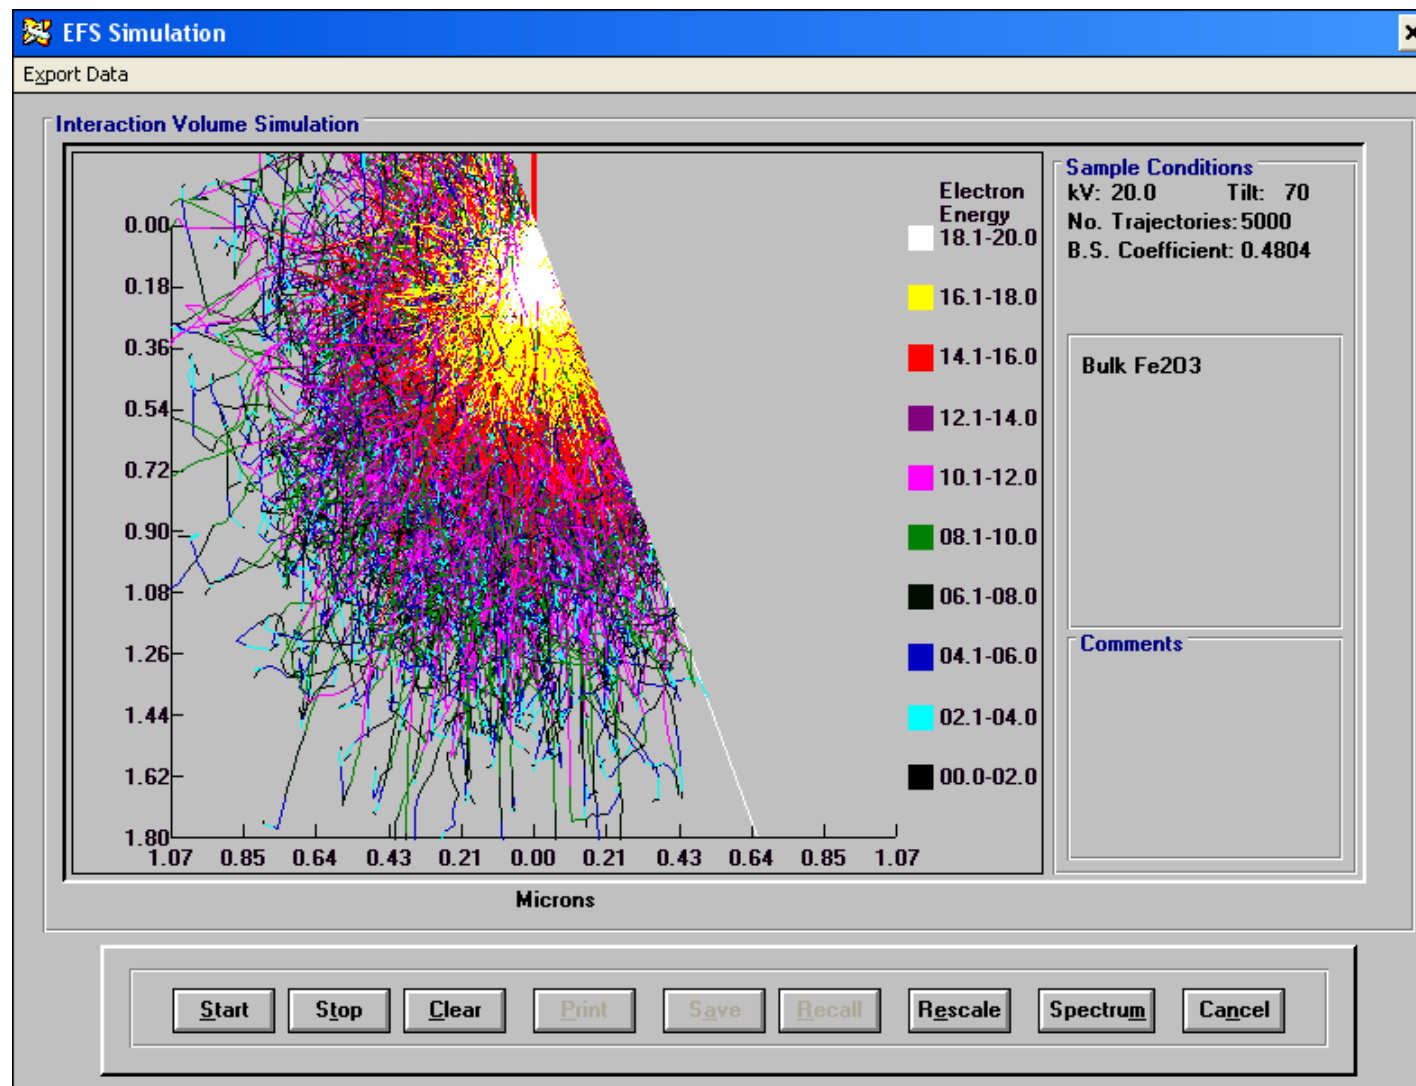 EFS Simulation
Export Data
Interaction Volume Simulation
Electron
Energy
18.1-20.0
16.1-18.0
14.1-16.0
12.1-14.0
10.1-12.0
08.1-10.0
06.1-08.0
04.1-06.0
02.1-04.0
00.0-02.0
0.00
0.18
0.36
0.54
0.72
0.90
1.08
1.26
1.44
1.62
1.80
1.07 0.85 0.64 0.43 0.21 0.00 0.21 0.43 0.64 0.85 1.07
Microns
Sample Conditions
kV: 20.0 Tilt: 70
No. Trajectories: 5000
B.S. Coefficient: 0.4804
Bulk Fe2O3
Comments
Start Stop Clear Print Save Recall Rescale Spectrum Cancel